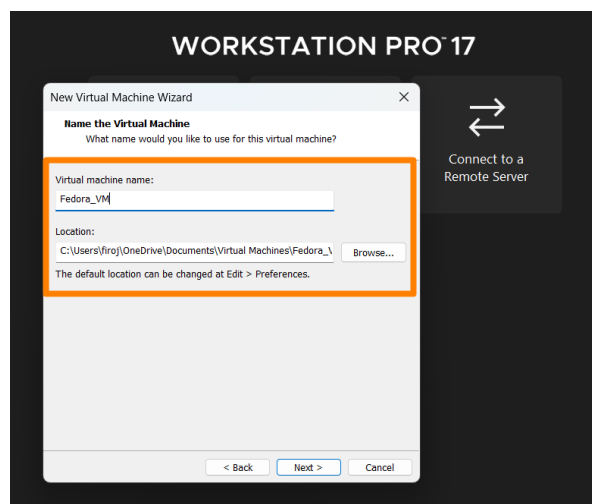 WORKSTATION PRO™ 17
New Virtual Machine Wizard
Name the Virtual Machine
What name would you like to use for this virtual machine?
Virtual machine name:
Fedora_VM
Location:
C:\Users\firoj\OneDrive\Documents\Virtual Machines\Fedora_V
Browse...
The default location can be changed at Edit > Preferences.
< Back
Next >
Cancel
Connect to a
Remote Server